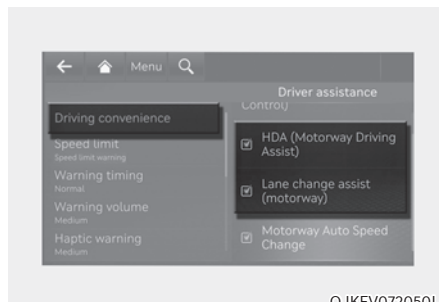 Menu
Driver assistance
Control)
Driving convenience
Speed limit
Speed limit warning
Warning timing
Normal
Warning volume
Medium
Haptic warning
Medium
HDA (Motorway Driving
Assist)
Lane change assist
(motorway)
Motorway Auto Speed
Change